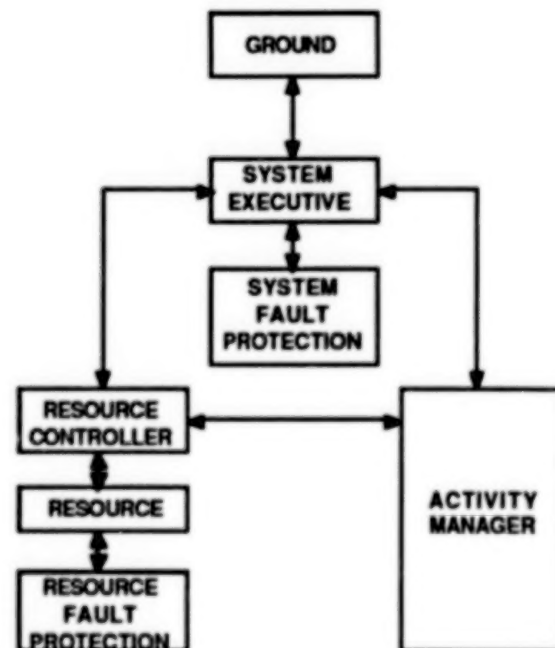 GROUND
SYSTEM
EXECUTIVE
SYSTEM
FAULT
PROTECTION
RESOURCE
CONTROLLER
RESOURCE
RESOURCE
FAULT
PROTECTION
ACTIVITY
MANAGER